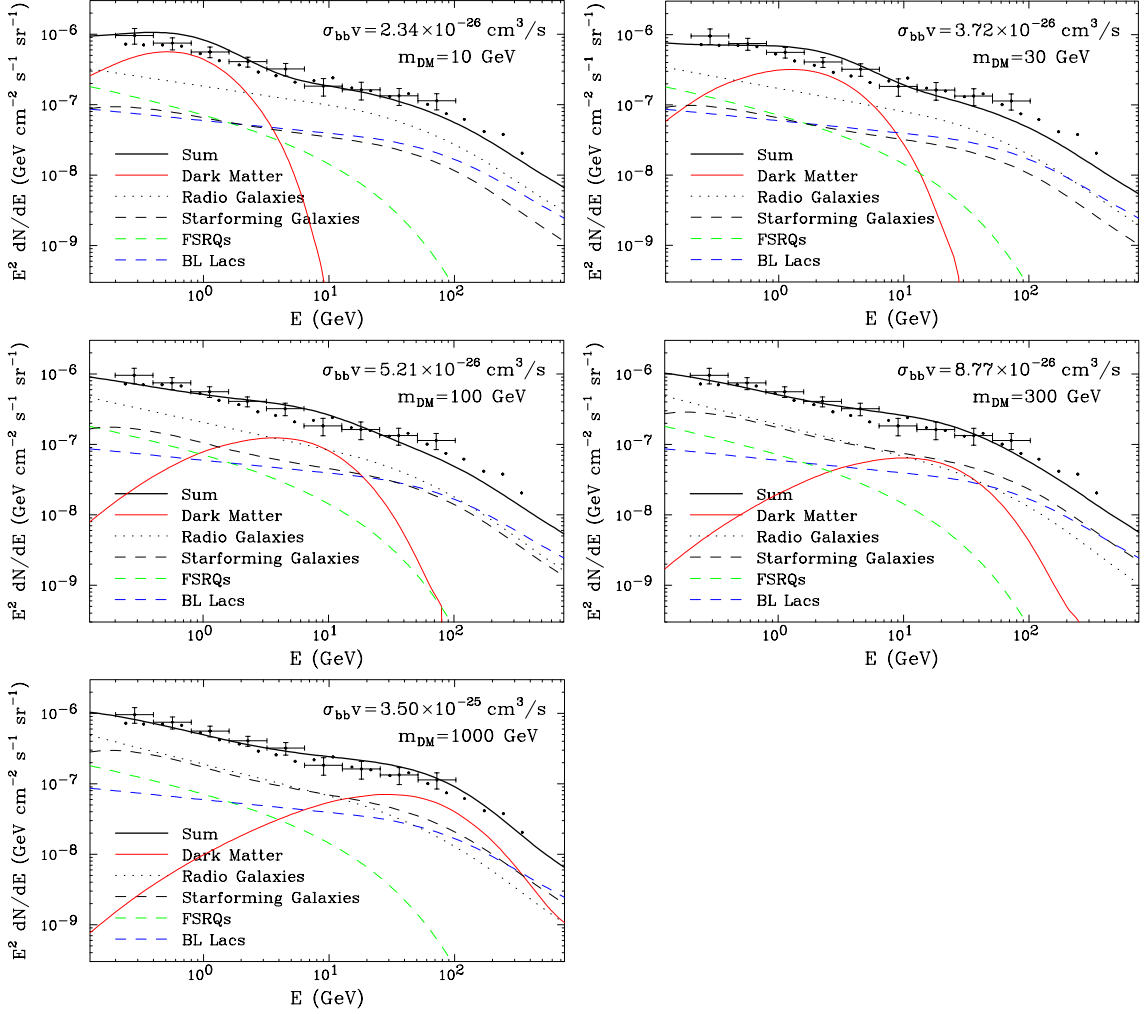 σbbv=2.34×10⁻²⁶ cm³/s
mDM=10 GeV
10⁻⁶
10⁻⁷
10⁻⁸
10⁻⁹
E² dN/dE (GeV cm⁻² s⁻¹ sr⁻¹)
Sum
Dark Matter
Radio Galaxies
Starforming Galaxies
FSRQs
BL Lacs
10⁰ 10¹ 10²
E (GeV)
σbbv=3.72×10⁻²⁶ cm³/s
mDM=30 GeV
10⁻⁶
10⁻⁷
10⁻⁸
10⁻⁹
E² dN/dE (GeV cm⁻² s⁻¹ sr⁻¹)
Sum
Dark Matter
Radio Galaxies
Starforming Galaxies
FSRQs
BL Lacs
10⁰ 10¹ 10²
E (GeV)
σbbv=5.21×10⁻²⁶ cm³/s
mDM=100 GeV
10⁻⁶
10⁻⁷
10⁻⁸
10⁻⁹
E² dN/dE (GeV cm⁻² s⁻¹ sr⁻¹)
Sum
Dark Matter
Radio Galaxies
Starforming Galaxies
FSRQs
BL Lacs
10⁰ 10¹ 10²
E (GeV)
σbbv=8.77×10⁻²⁶ cm³/s
mDM=300 GeV
10⁻⁶
10⁻⁷
10⁻⁸
10⁻⁹
E² dN/dE (GeV cm⁻² s⁻¹ sr⁻¹)
Sum
Dark Matter
Radio Galaxies
Starforming Galaxies
FSRQs
BL Lacs
10⁰ 10¹ 10²
E (GeV)
σbbv=3.50×10⁻²⁵ cm³/s
mDM=1000 GeV
10⁻⁶
10⁻⁷
10⁻⁸
10⁻⁹
E² dN/dE (GeV cm⁻² s⁻¹ sr⁻¹)
Sum
Dark Matter
Radio Galaxies
Starforming Galaxies
FSRQs
BL Lacs
10⁰ 10¹ 10²
E (GeV)